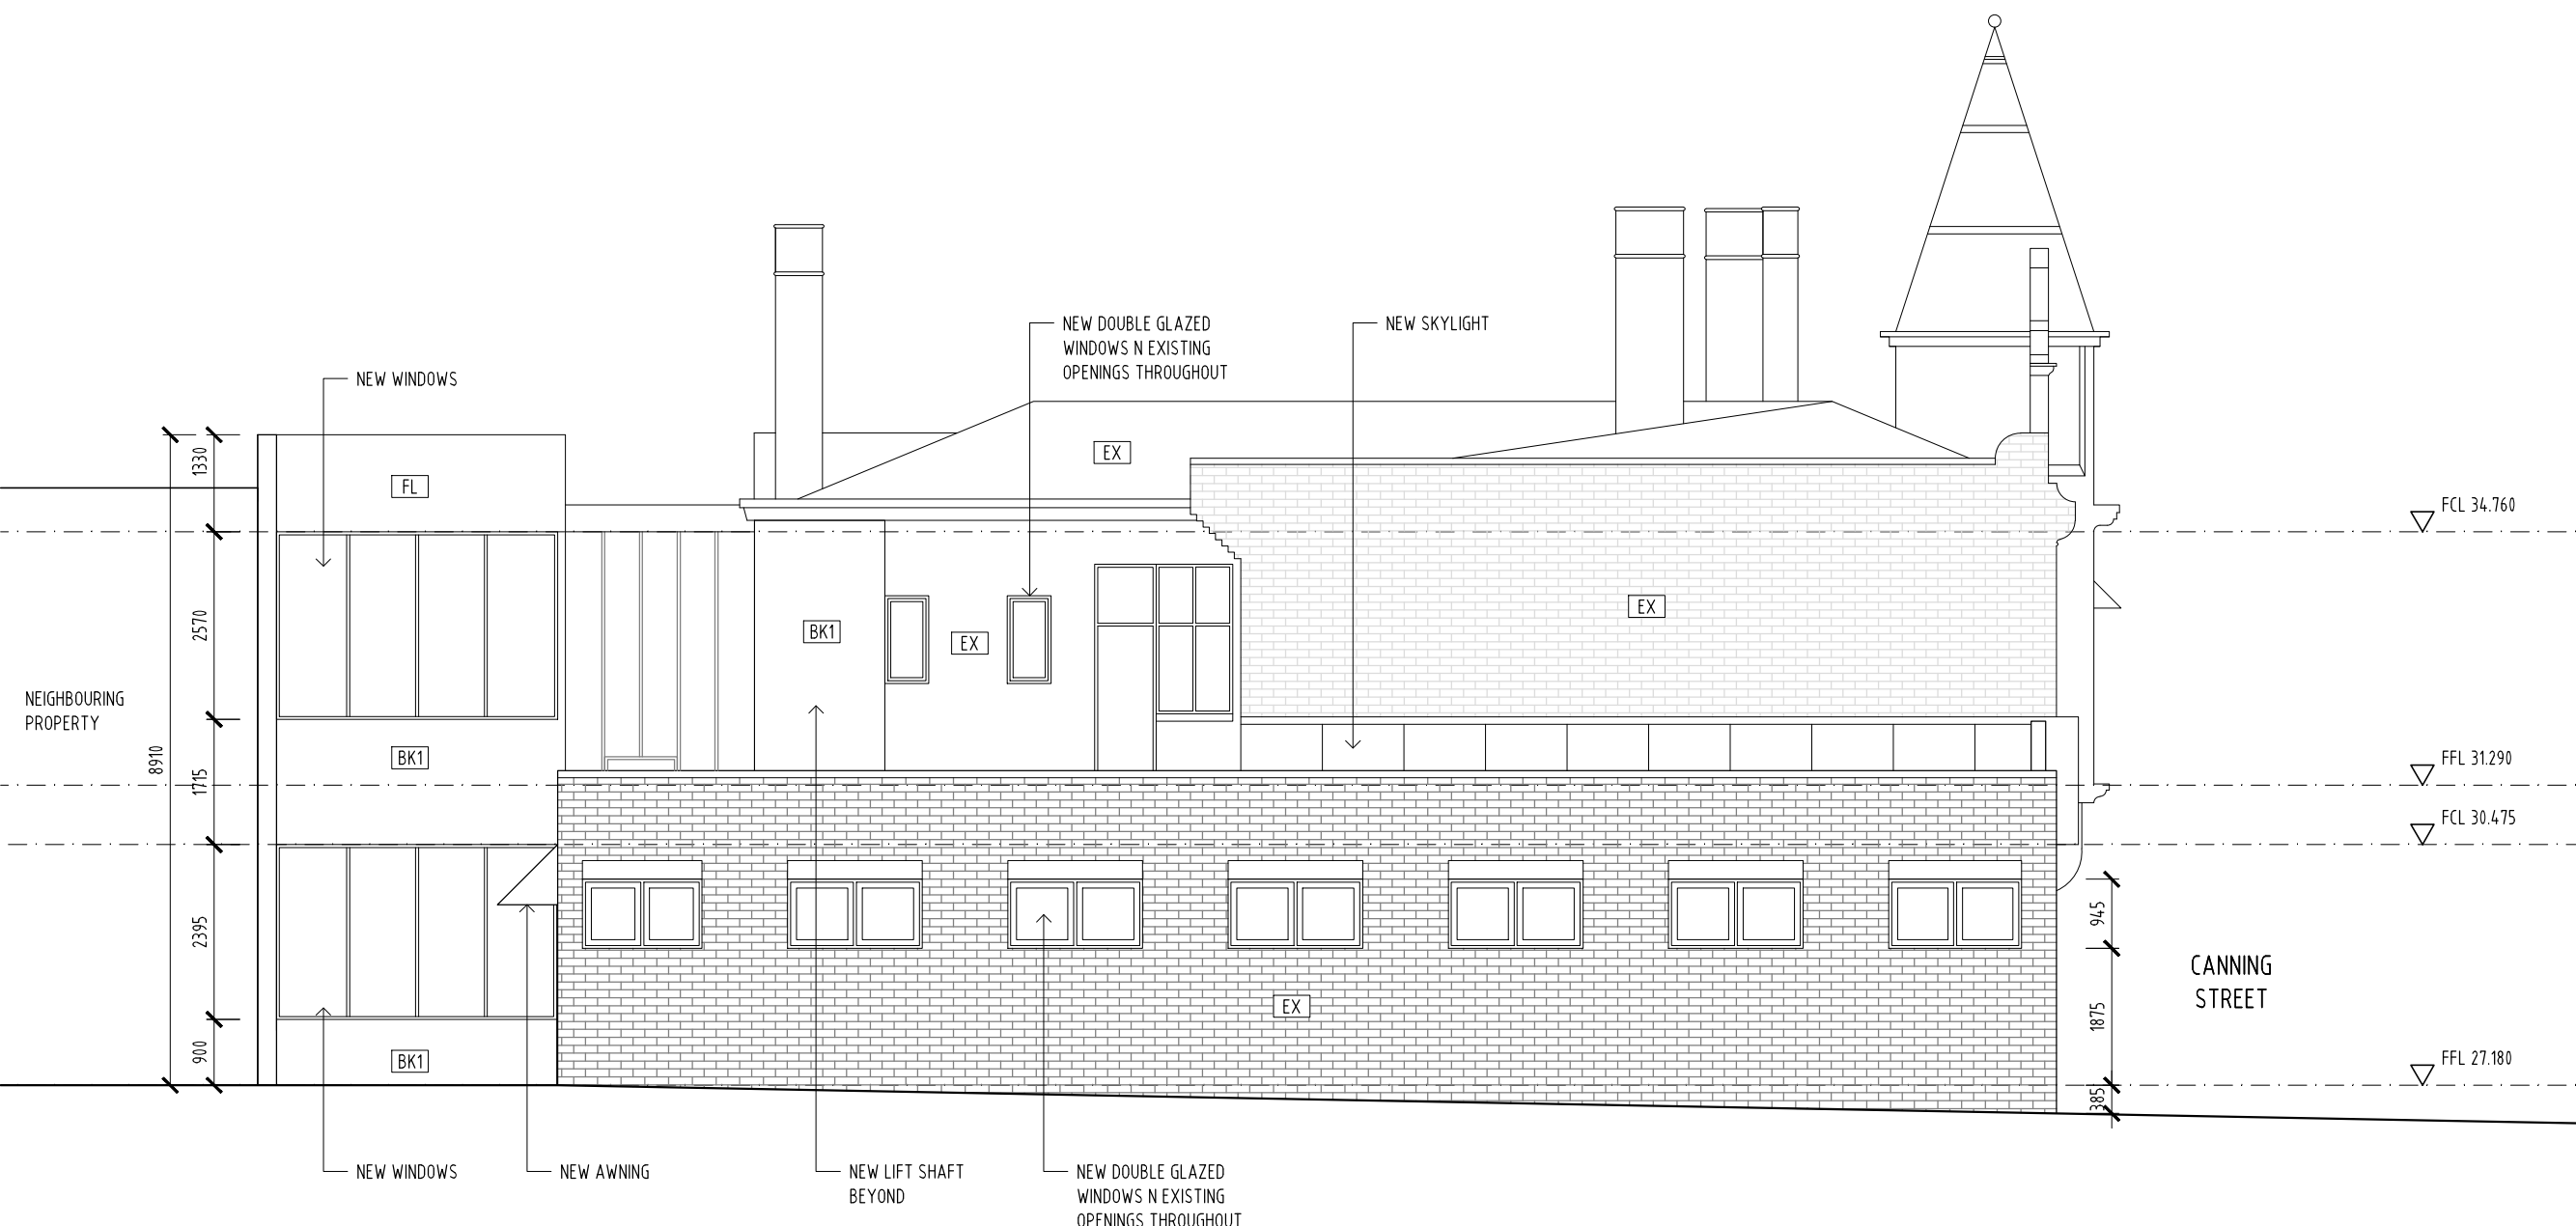 NEW DOUBLE GLAZED
WINDOWS N EXISTING
OPENINGS THROUGHOUT
NEW SKYLIGHT
NEW WINDOWS
1330
FL
EX
FCL 34.760
2570
BK1
EX
EX
NEIGHBOURING
PROPERTY
8910
1715
BK1
FFL 31.290
FCL 30.475
2395
945
CANNING
STREET
EX
1875
900
BK1
FFL 27.180
385
NEW WINDOWS
NEW AWNING
NEW LIFT SHAFT
BEYOND
NEW DOUBLE GLAZED
WINDOWS N EXISTING
OPENINGS THROUGHOUT